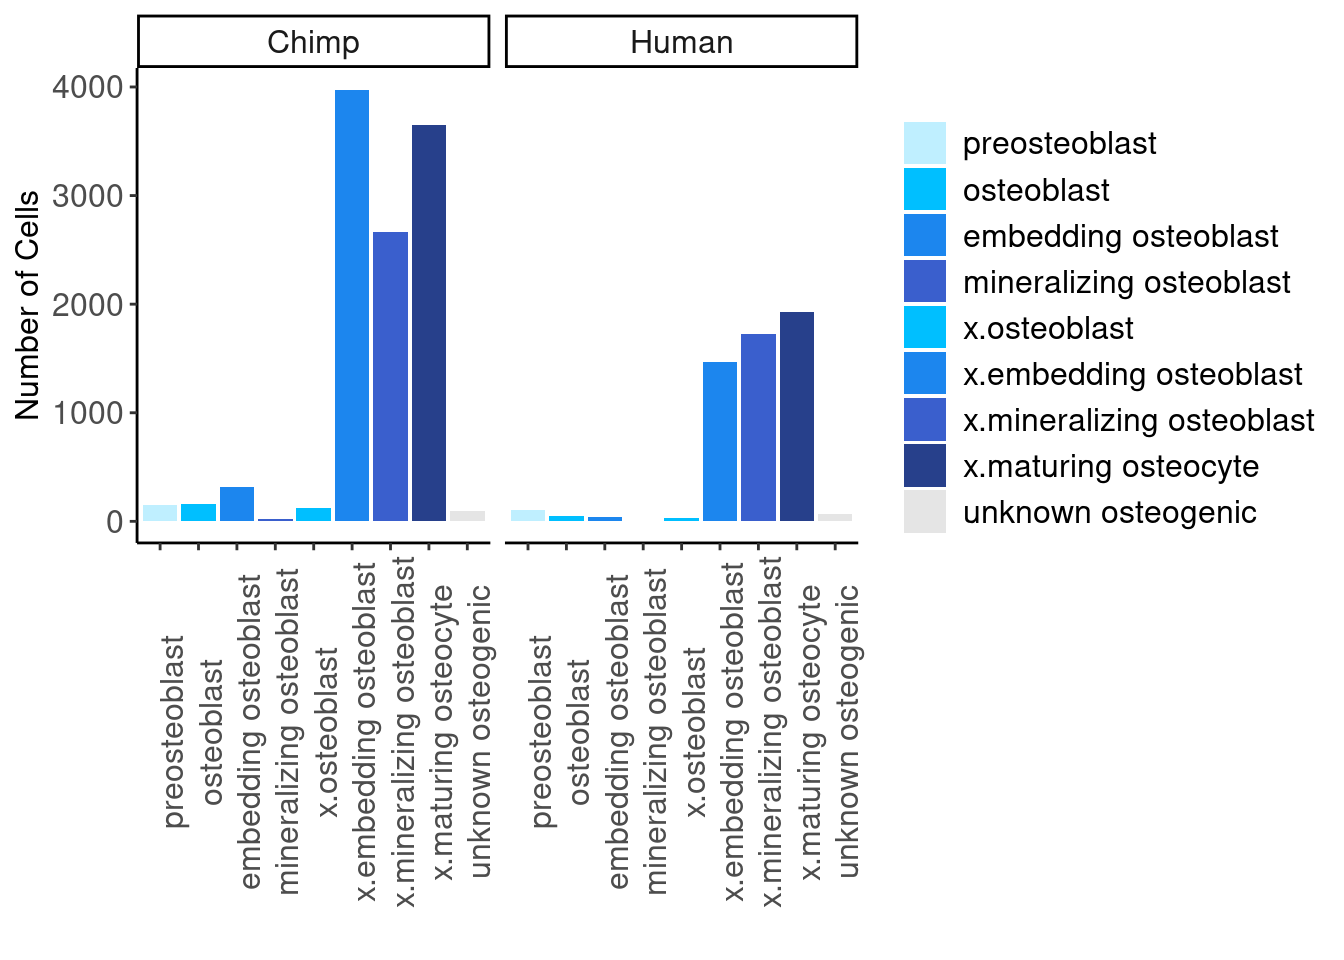 Chimp
Human
Number of Cells
4000
3000
2000
1000
0
preosteoblast
osteoblast
embedding osteoblast
mineralizing osteoblast
x.osteoblast
x.embedding osteoblast
x.mineralizing osteoblast
x.maturing osteocyte
unknown osteogenic
preosteoblast
osteoblast
embedding osteoblast
mineralizing osteoblast
x.osteoblast
x.embedding osteoblast
x.mineralizing osteoblast
x.maturing osteocyte
unknown osteogenic
preosteoblast
osteoblast
embedding osteoblast
mineralizing osteoblast
x.osteoblast
x.embedding osteoblast
x.mineralizing osteoblast
x.maturing osteocyte
unknown osteogenic